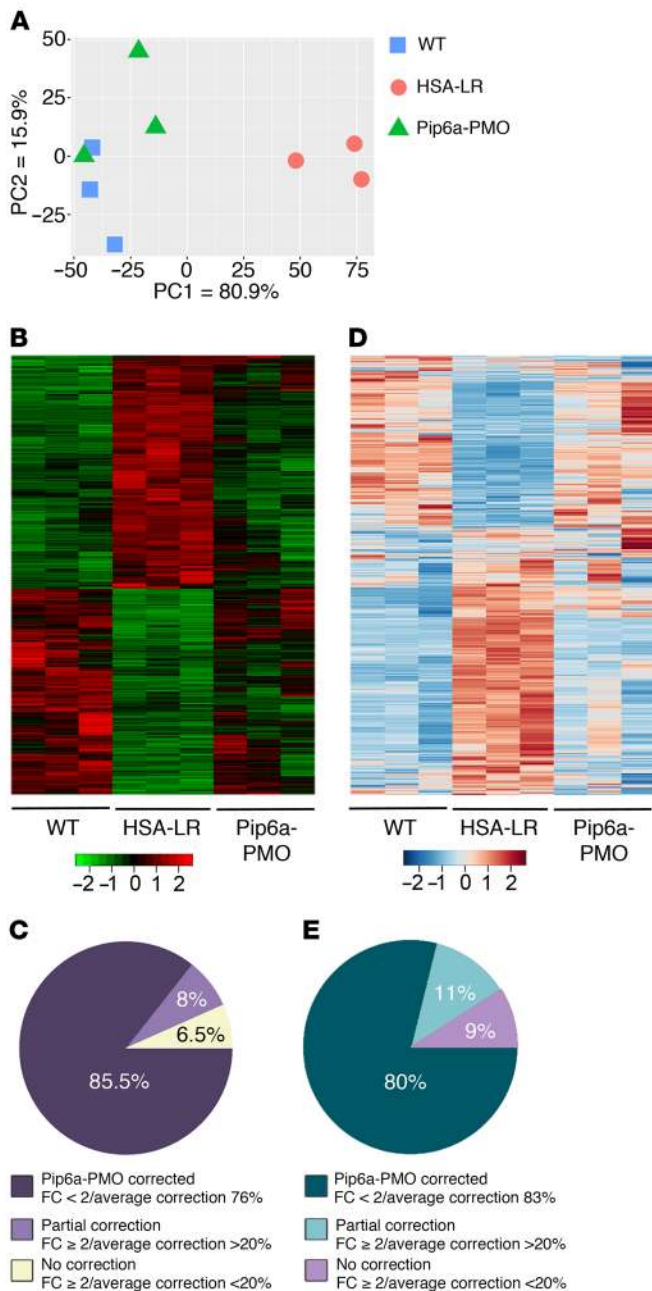 A
50
25
0
−25
PC2 = 15.9%
−50 −25 0 25 50 75
PC1 = 80.9%
WT
HSA-LR
Pip6a-PMO
B
WT HSA-LR Pip6a-
PMO
−2 −1 0 1 2
D
WT HSA-LR Pip6a-
PMO
−2 −1 0 1 2
C
8%
6.5%
85.5%
Pip6a-PMO corrected
FC < 2/average correction 76%
Partial correction
FC ≥ 2/average correction >20%
No correction
FC ≥ 2/average correction <20%
E
11%
9%
80%
Pip6a-PMO corrected
FC < 2/average correction 83%
Partial correction
FC ≥ 2/average correction >20%
No correction
FC ≥ 2/average correction <20%